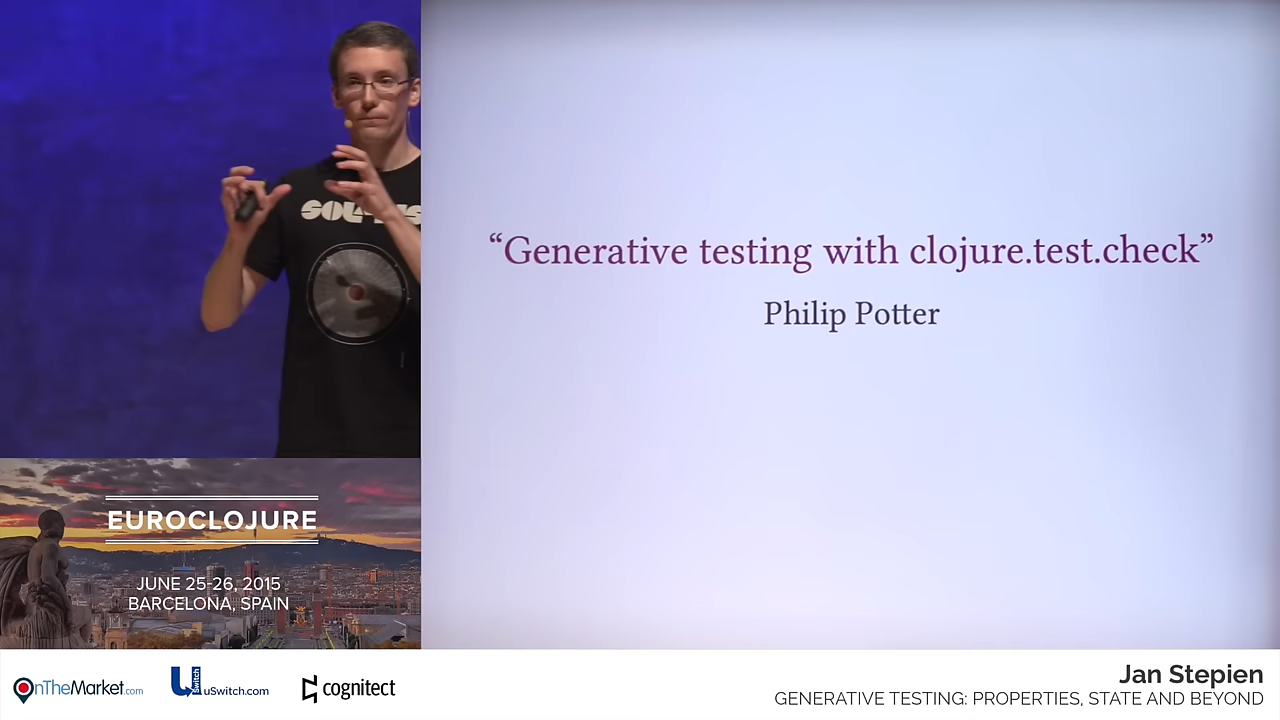 “Generative testing with clojure.test.check”
Philip Potter
EUROCLOJURE
JUNE 25-26, 2015
BARCELONA, SPAIN
OnTheMarket.com
U Switch uSwitch.com
cognitect
Jan Stepien
GENERATIVE TESTING: PROPERTIES, STATE AND BEYOND